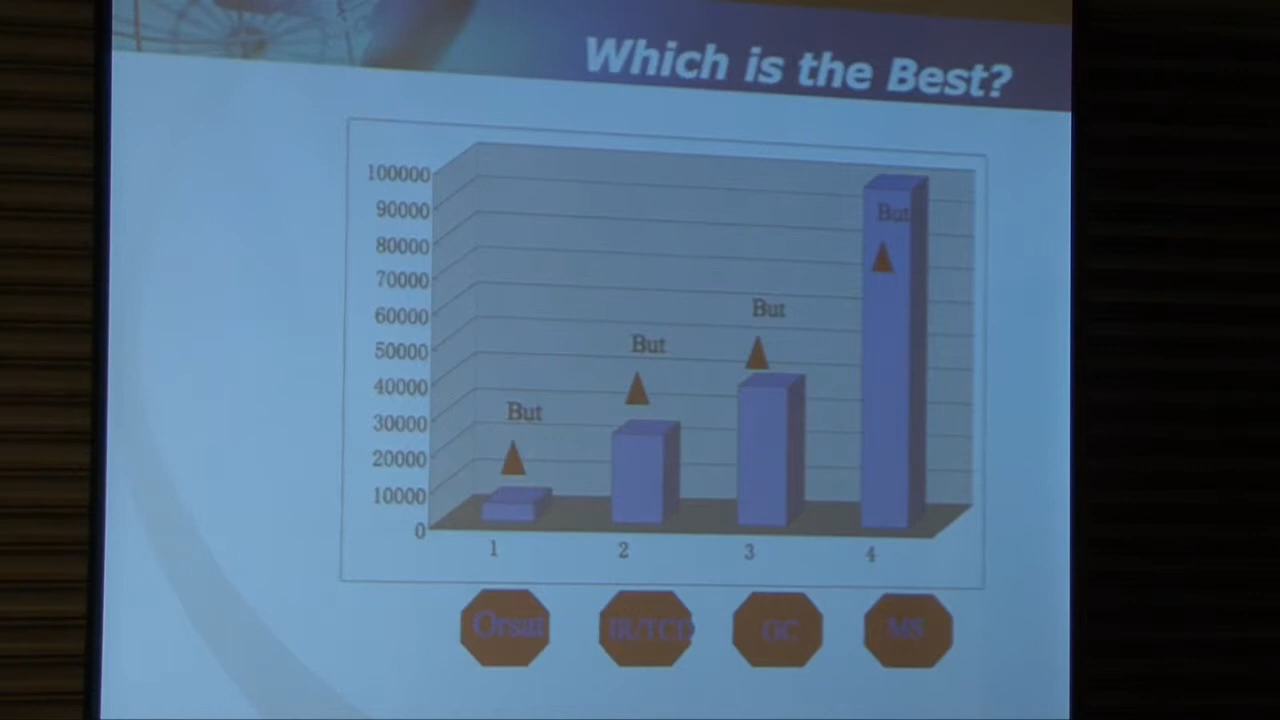 Which is the Best?
100000
90000
80000
70000
60000
50000
40000
30000
20000
10000
0
But
But
But
But
1 2 3 4
Orsat IR/TCD GC MS